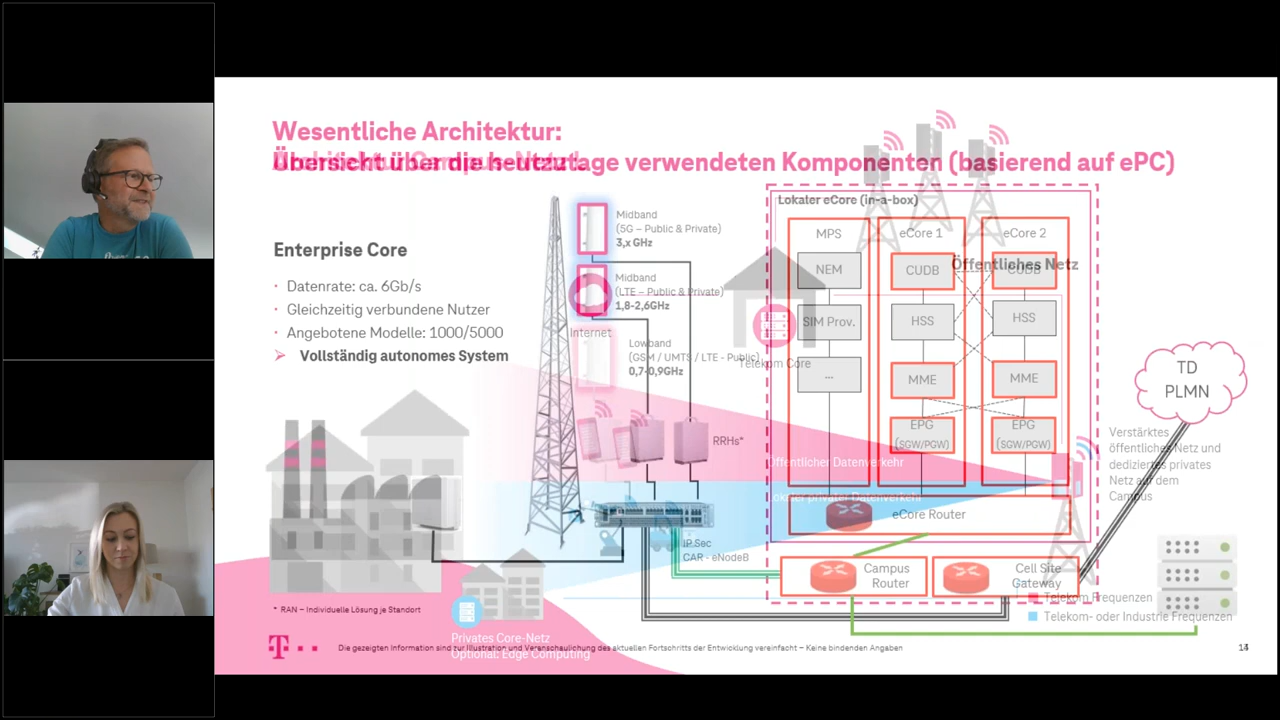 Wesentliche Architektur:
Übersicht über die heutzutage verwendeten Komponenten (basierend auf ePC)
Enterprise Core
· Datenrate: ca. 6Gb/s
· Gleichzeitig verbundene Nutzer
· Angebotene Modelle: 1000/5000
➢ Vollständig autonomes System
Midband
(5G – Public & Private)
3,x GHz
Midband
(LTE – Public & Private)
1,8-2,6GHz
Internet
Lowband
(GSM / UMTS / LTE - Public)
0,7-0,9GHz
RRHs*
IP.Sec
CAR - eNodeB
Lokaler eCore (in-a-box)
MPS
NEM
SIM Prov.
...
eCore 1
CUDB
HSS
MME
EPG
(SGW/PGW)
eCore 2
HSS
MME
EPG
(SGW/PGW)
Öffentliches Netz
Telekom Core
Öffentlicher Datenverkehr
Lokaler privater Datenverkehr
eCore Router
Campus
Router
Cell Site
Gateway
TD
PLMN
Verstärktes
öffentliches Netz und
dediziertes privates
Netz auf dem
Campus
Telekom Frequenzen
Telekom- oder Industrie Frequenzen
* RAN – Individuelle Lösung je Standort
Privates Core-Netz
Optional: Edge Computing
T
Die gezeigten Information sind zur Illustration und Veranschaulichung des aktuellen Fortschritts der Entwicklung vereinfacht – Keine bindenden Angaben